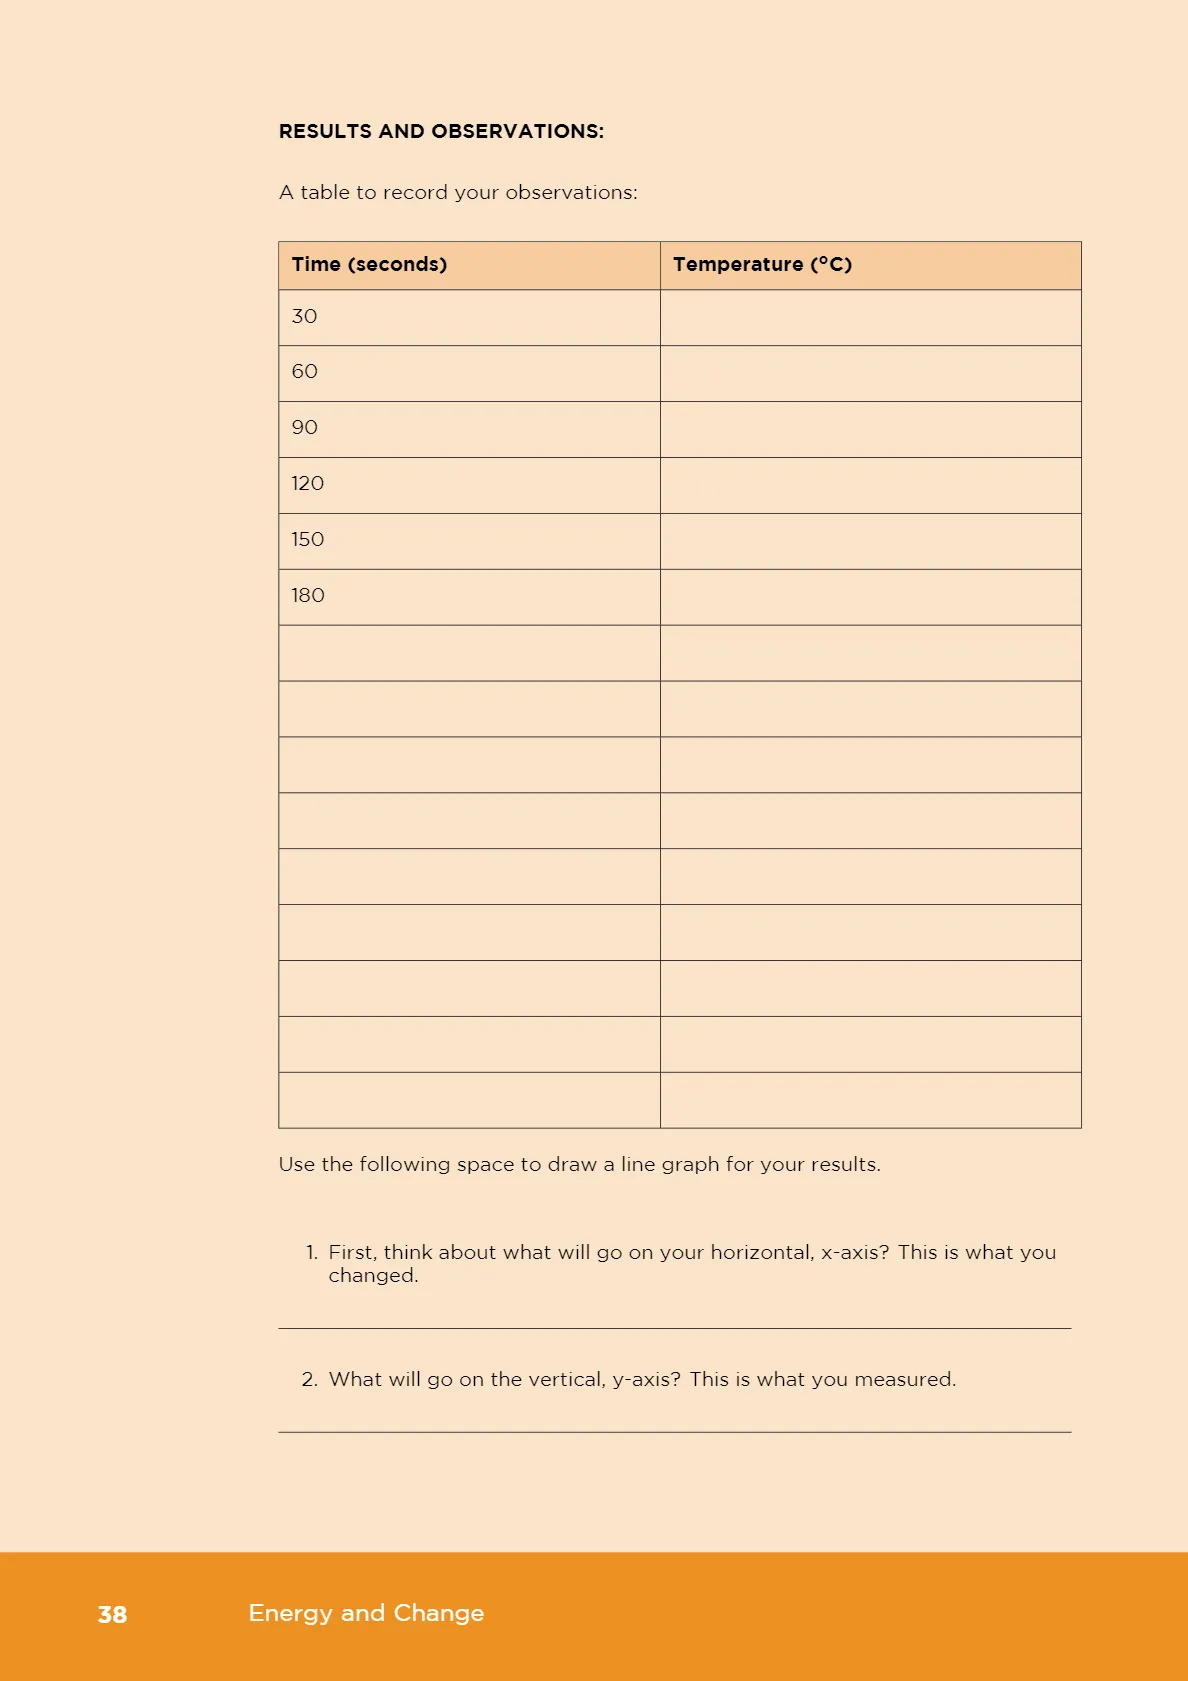 RESULTS AND OBSERVATIONS:
A table to record your observations:
Time (seconds) Temperature (°C)
30
60
90
120
150
180
Use the following space to draw a line graph for your results.
1. First, think about what will go on your horizontal, x-axis? This is what you
changed.
2. What will go on the vertical, y-axis? This is what you measured.
38 Energy and Change